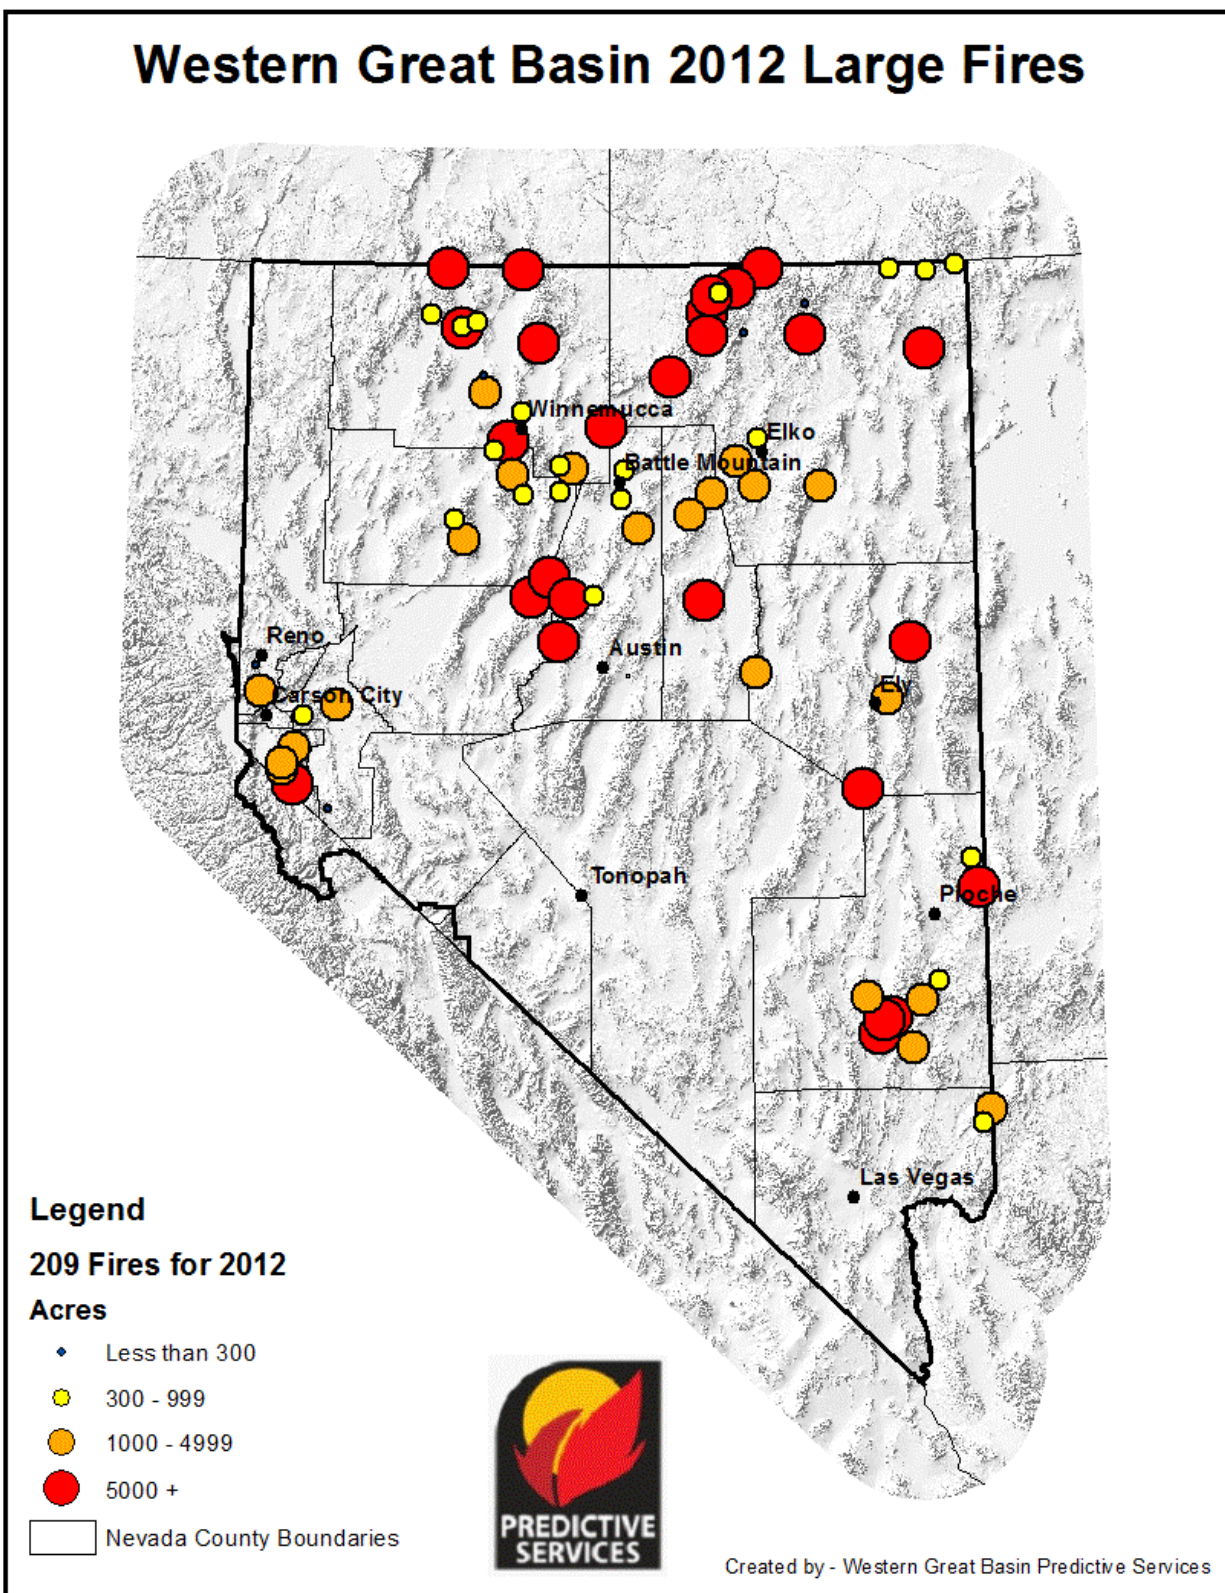 Western Great Basin 2012 Large Fires
Winnemucca
Elko
Battle Mountain
Reno
Austin
Carson City
Ely
Tonopah
Pioche
Las Vegas
Legend
209 Fires for 2012
Acres
Less than 300
300 - 999
1000 - 4999
5000 +
Nevada County Boundaries
PREDICTIVE
SERVICES
Created by - Western Great Basin Predictive Services